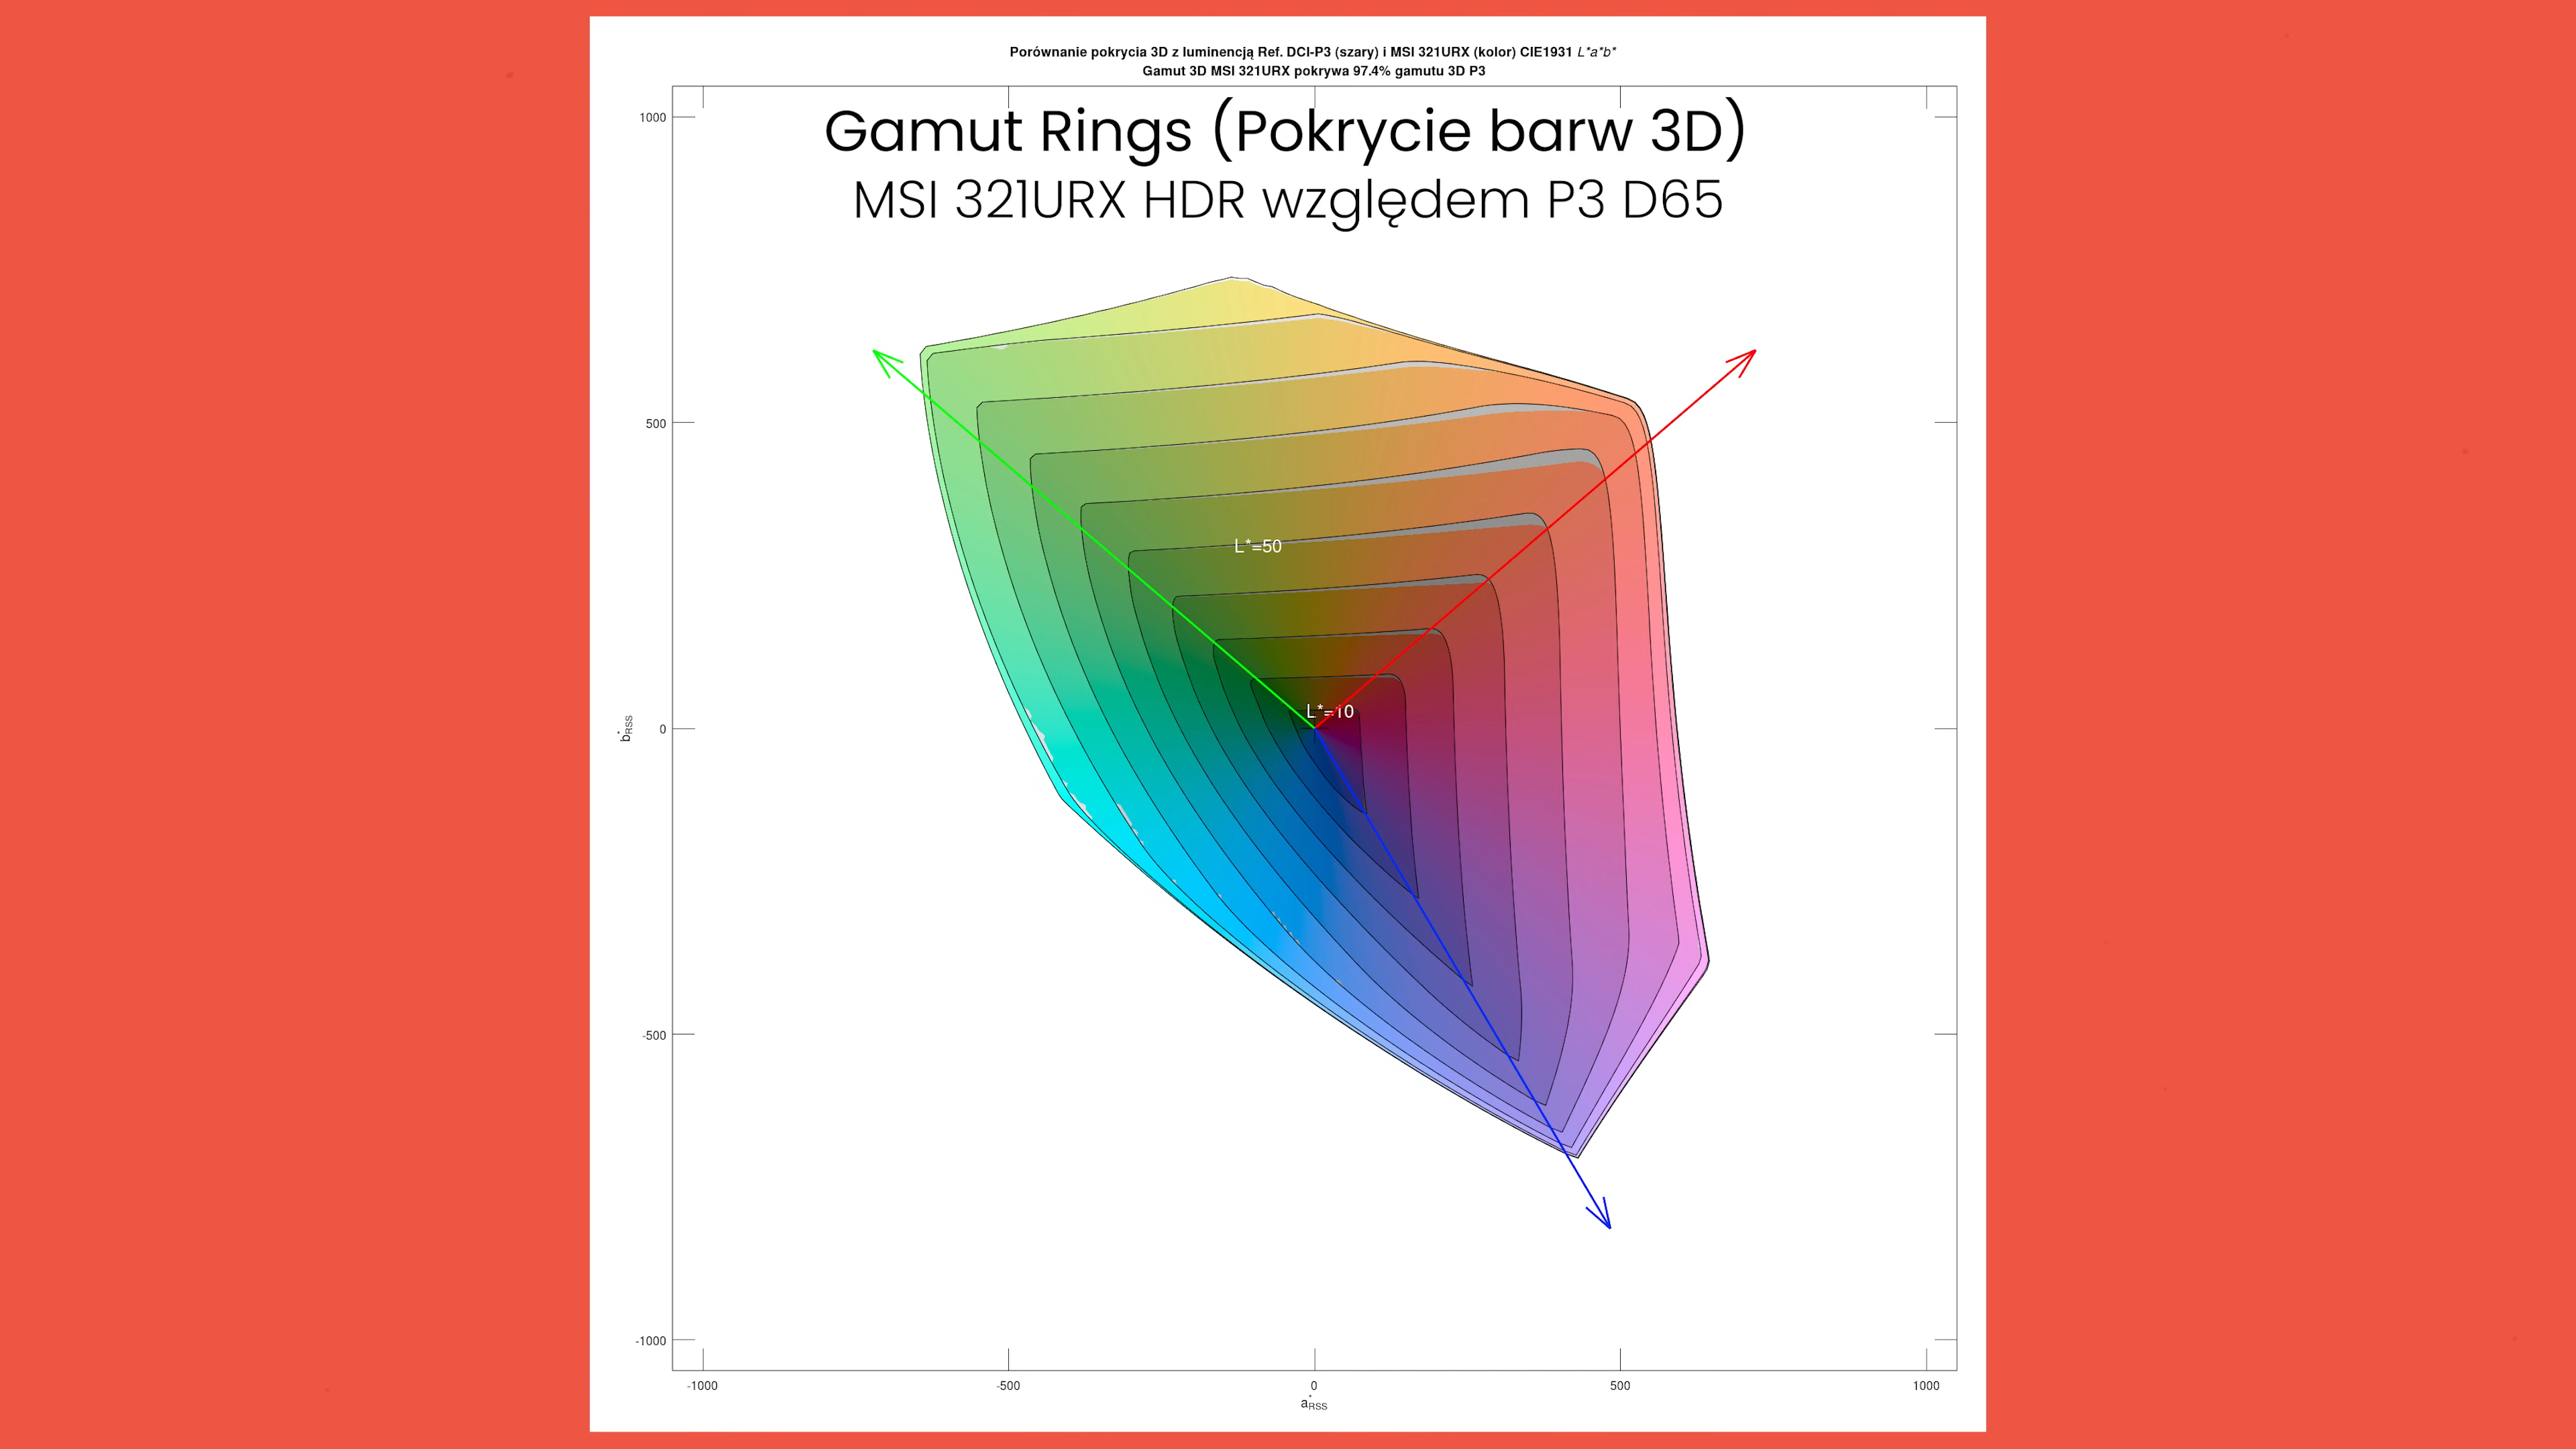 Porównanie pokrycia 3D z luminencją Ref. DCI-P3 (szary) i MSI 321URX (kolor) CIE1931 L*a*b*
Gamut 3D MSI 321URX pokrywa 97.4% gamutu 3D P3
Gamut Rings (Pokrycie barw 3D)
MSI 321URX HDR względem P3 D65
1000
500
L*=50
L*=10
b*RSS
0
-500
-1000
-1000
-500
0
500
1000
a*RSS